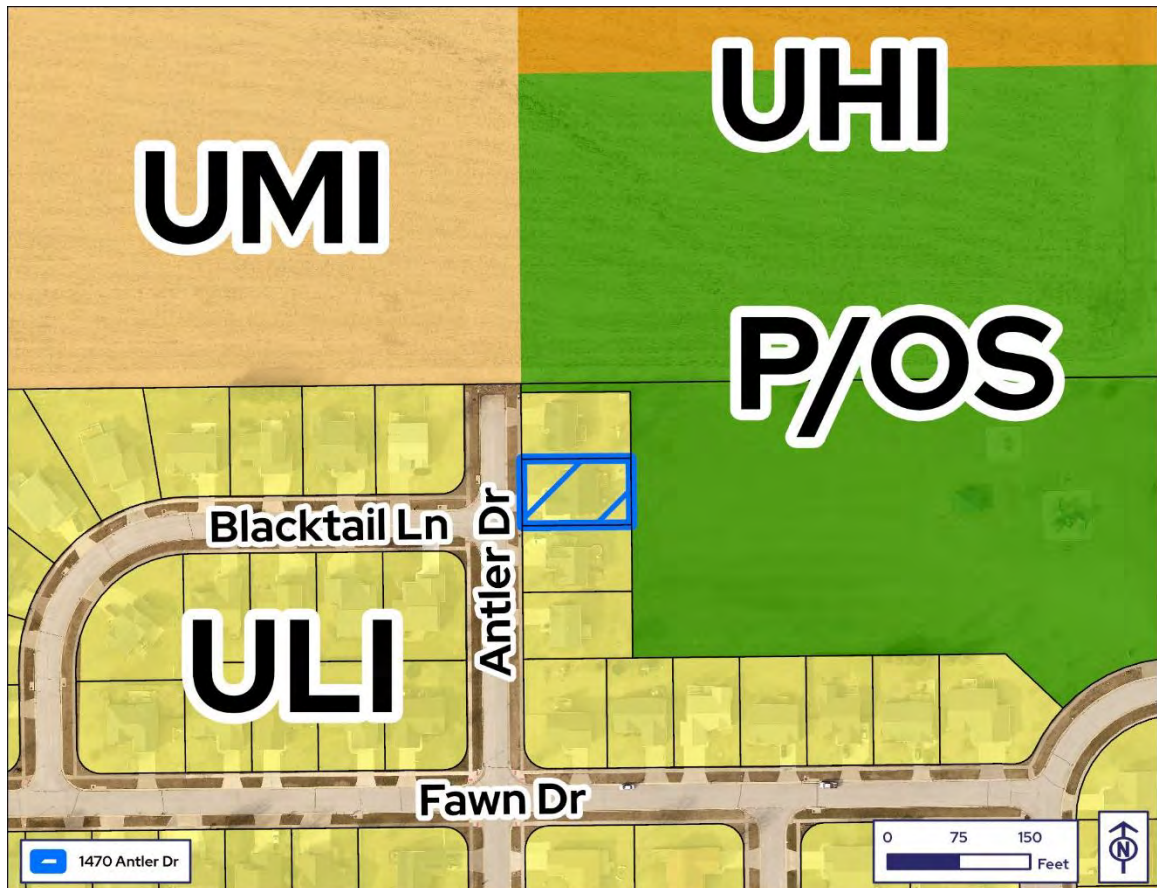 UHI
UMI
P/OS
Blacktail Ln
Antler Dr
ULI
Fawn Dr
1470 Antler Dr
0 75 150
Feet
N